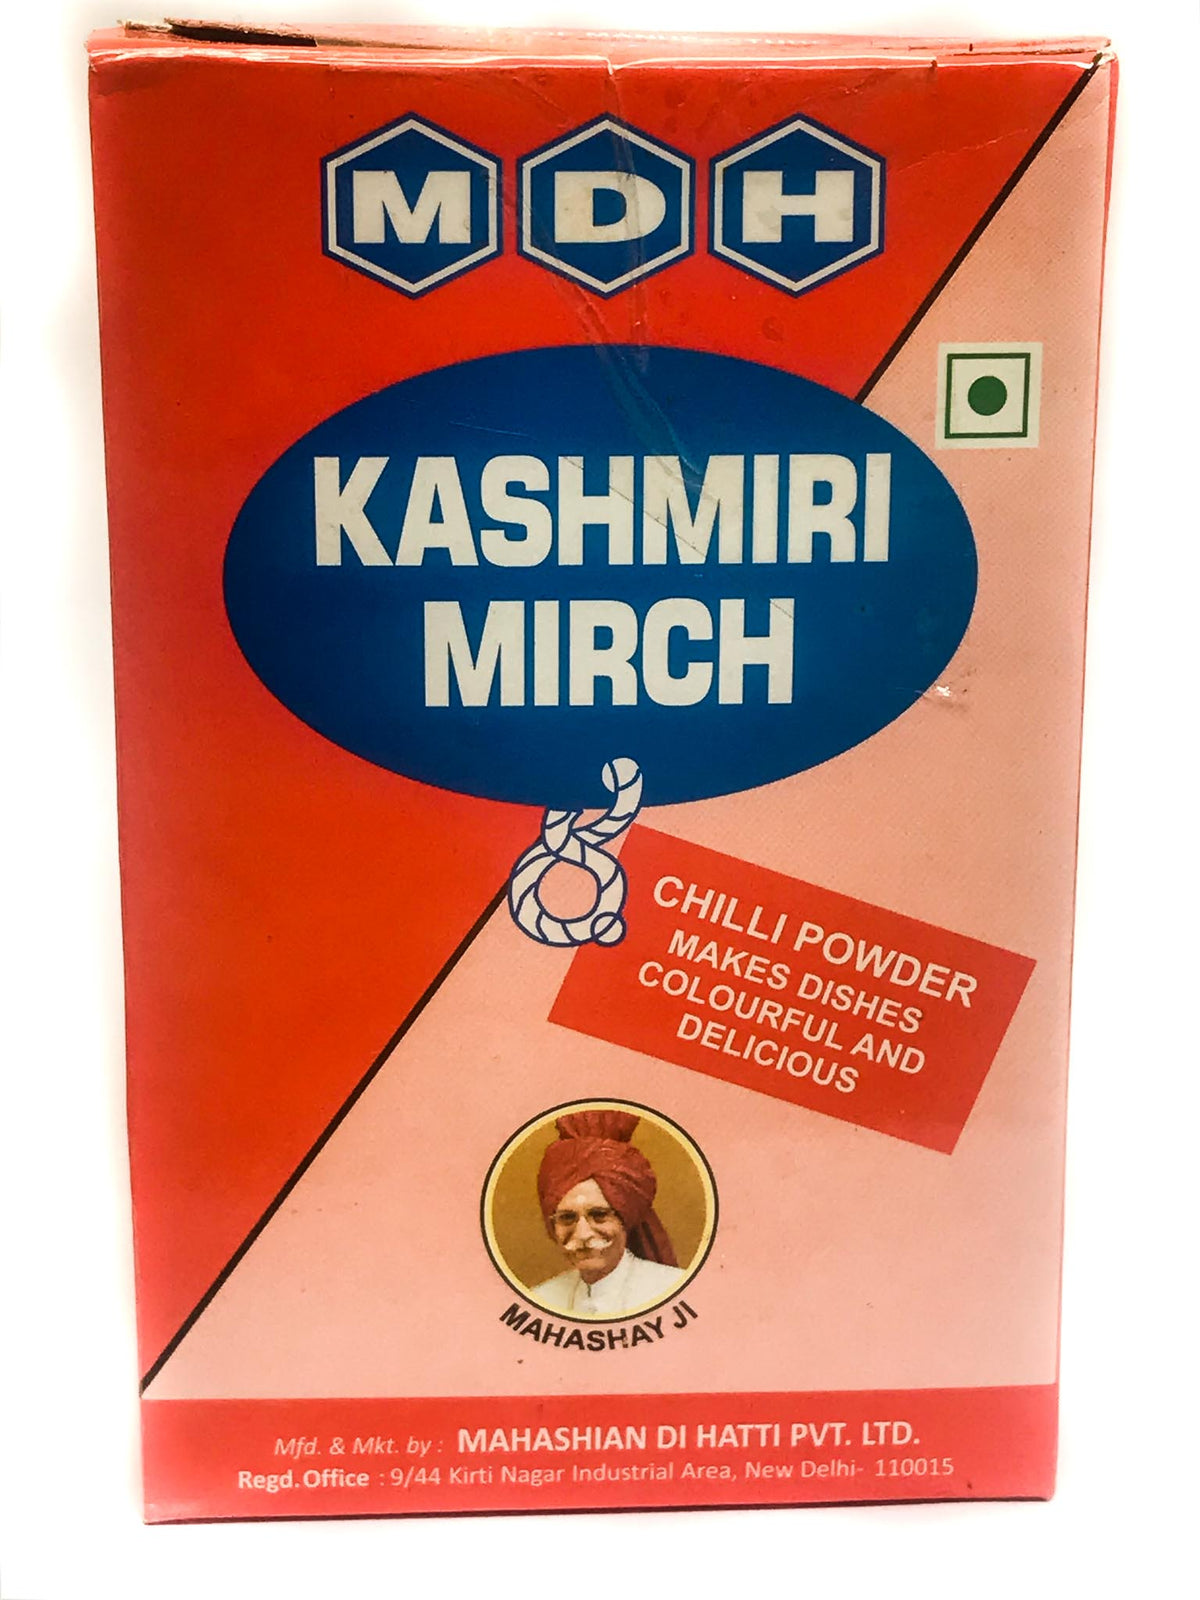 MDH
KASHMIRI
MIRCH
CHILLI POWDER
MAKES DISHES
COLOURFUL AND
DELICIOUS
MAHASHAY JI
Mfd. & Mkt. by : MAHASHIAN DI HATTI PVT. LTD.
Regd. Office : 9/44 Kirti Nagar Industrial Area, New Delhi- 110015